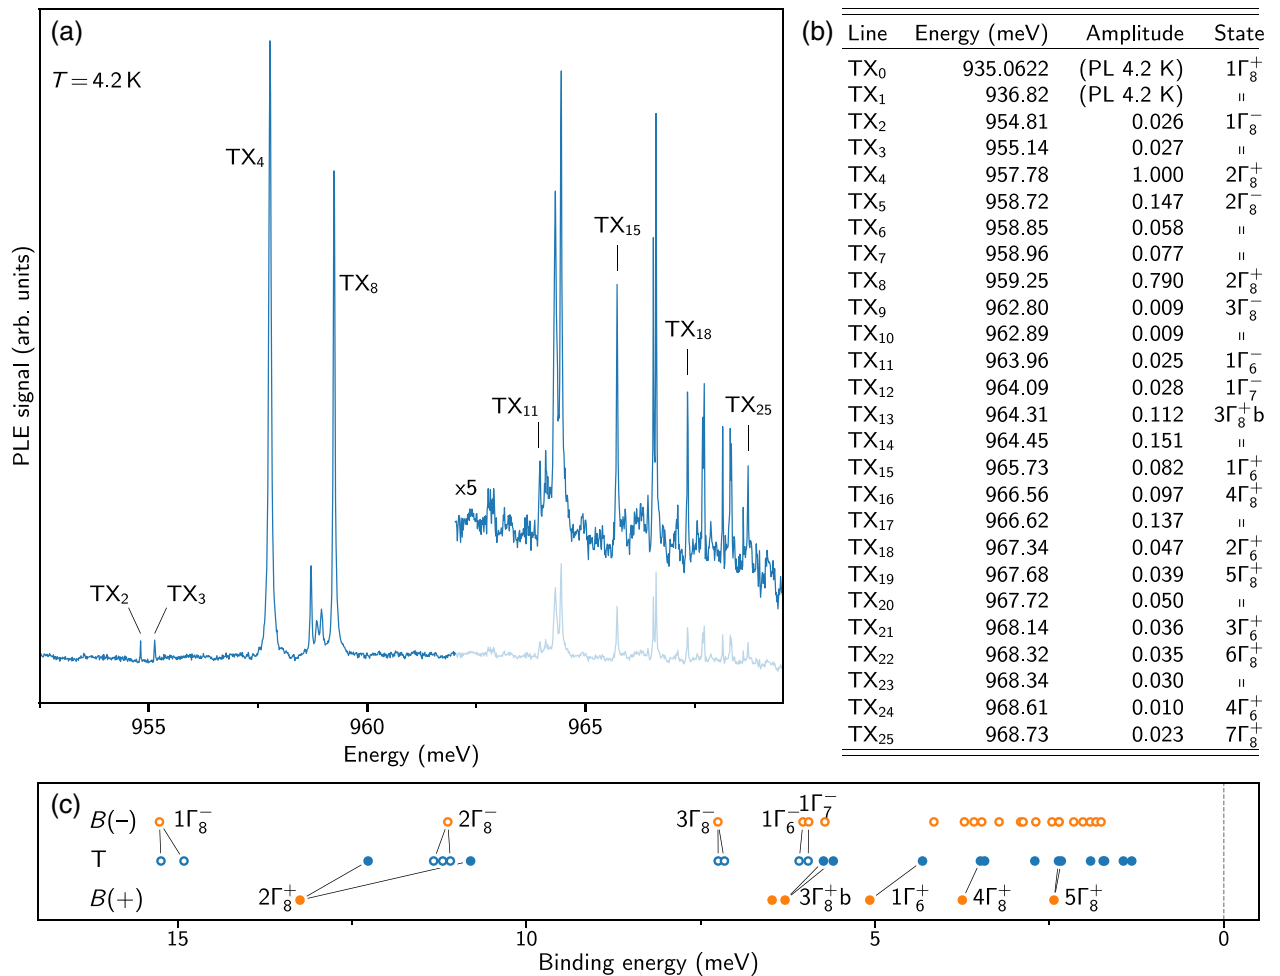 (a)
T = 4.2 K
TX₄
TX₈
TX₁₅
TX₁₈
TX₁₁
TX₂₅
x5
TX₂ TX₃
PLE signal (arb. units)
955 960 965
Energy (meV)
(b)
Line Energy (meV) Amplitude State
TX₀ 935.0622 (PL 4.2 K) 1Γ₈⁺
TX₁ 936.82 (PL 4.2 K) "
TX₂ 954.81 0.026 1Γ₈⁻
TX₃ 955.14 0.027 "
TX₄ 957.78 1.000 2Γ₈⁺
TX₅ 958.72 0.147 2Γ₈⁻
TX₆ 958.85 0.058 "
TX₇ 958.96 0.077 "
TX₈ 959.25 0.790 2Γ₈⁺
TX₉ 962.80 0.009 3Γ₈⁻
TX₁₀ 962.89 0.009 "
TX₁₁ 963.96 0.025 1Γ₆⁻
TX₁₂ 964.09 0.028 1Γ₇⁻
TX₁₃ 964.31 0.112 3Γ₈⁺b
TX₁₄ 964.45 0.151 "
TX₁₅ 965.73 0.082 1Γ₆⁺
TX₁₆ 966.56 0.097 4Γ₈⁺
TX₁₇ 966.62 0.137 "
TX₁₈ 967.34 0.047 2Γ₆⁺
TX₁₉ 967.68 0.039 5Γ₈⁺
TX₂₀ 967.72 0.050 "
TX₂₁ 968.14 0.036 3Γ₆⁺
TX₂₂ 968.32 0.035 6Γ₈⁺
TX₂₃ 968.34 0.030 "
TX₂₄ 968.61 0.010 4Γ₆⁺
TX₂₅ 968.73 0.023 7Γ₈⁺
(c)
B(−) 1Γ₈⁻ 2Γ₈⁻ 3Γ₈⁻ 1Γ₆⁻ 1Γ₇⁻
T
B(+) 2Γ₈⁺ 3Γ₈⁺b 1Γ₆⁺ 4Γ₈⁺ 5Γ₈⁺
15 10 5 0
Binding energy (meV)